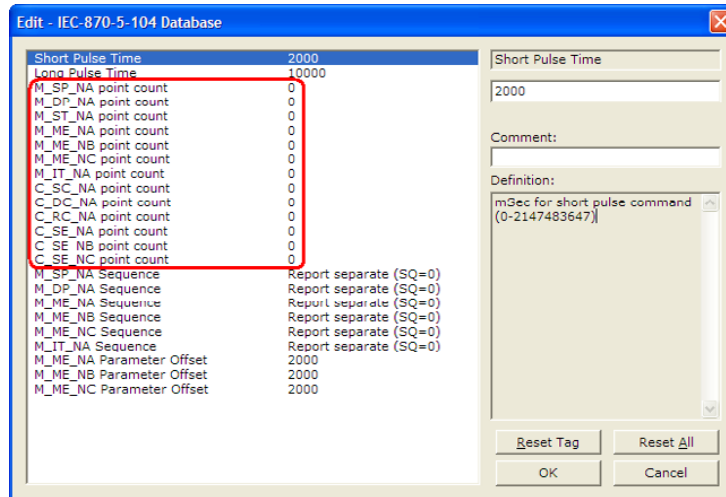 Edit - IEC-870-5-104 Database
Short Pulse Time 2000
Long Pulse Time 10000
M_SP_NA point count 0
M_DP_NA point count 0
M_ST_NA point count 0
M_ME_NA point count 0
M_ME_NB point count 0
M_ME_NC point count 0
M_IT_NA point count 0
C_SC_NA point count 0
C_DC_NA point count 0
C_RC_NA point count 0
C_SE_NA point count 0
C_SE_NB point count 0
C_SE_NC point count 0
M_SP_NA Sequence Report separate (SQ=0)
M_DP_NA Sequence Report separate (SQ=0)
M_ME_NA Sequence Report separate (SQ=0)
M_ME_NB Sequence Report separate (SQ=0)
M_ME_NC Sequence Report separate (SQ=0)
M_IT_NA Sequence Report separate (SQ=0)
M_ME_NA Parameter Offset 2000
M_ME_NB Parameter Offset 2000
M_ME_NC Parameter Offset 2000
Short Pulse Time
2000
Comment:
Definition:
mSec for short pulse command
(0-2147483647)
Reset Tag
Reset All
OK
Cancel